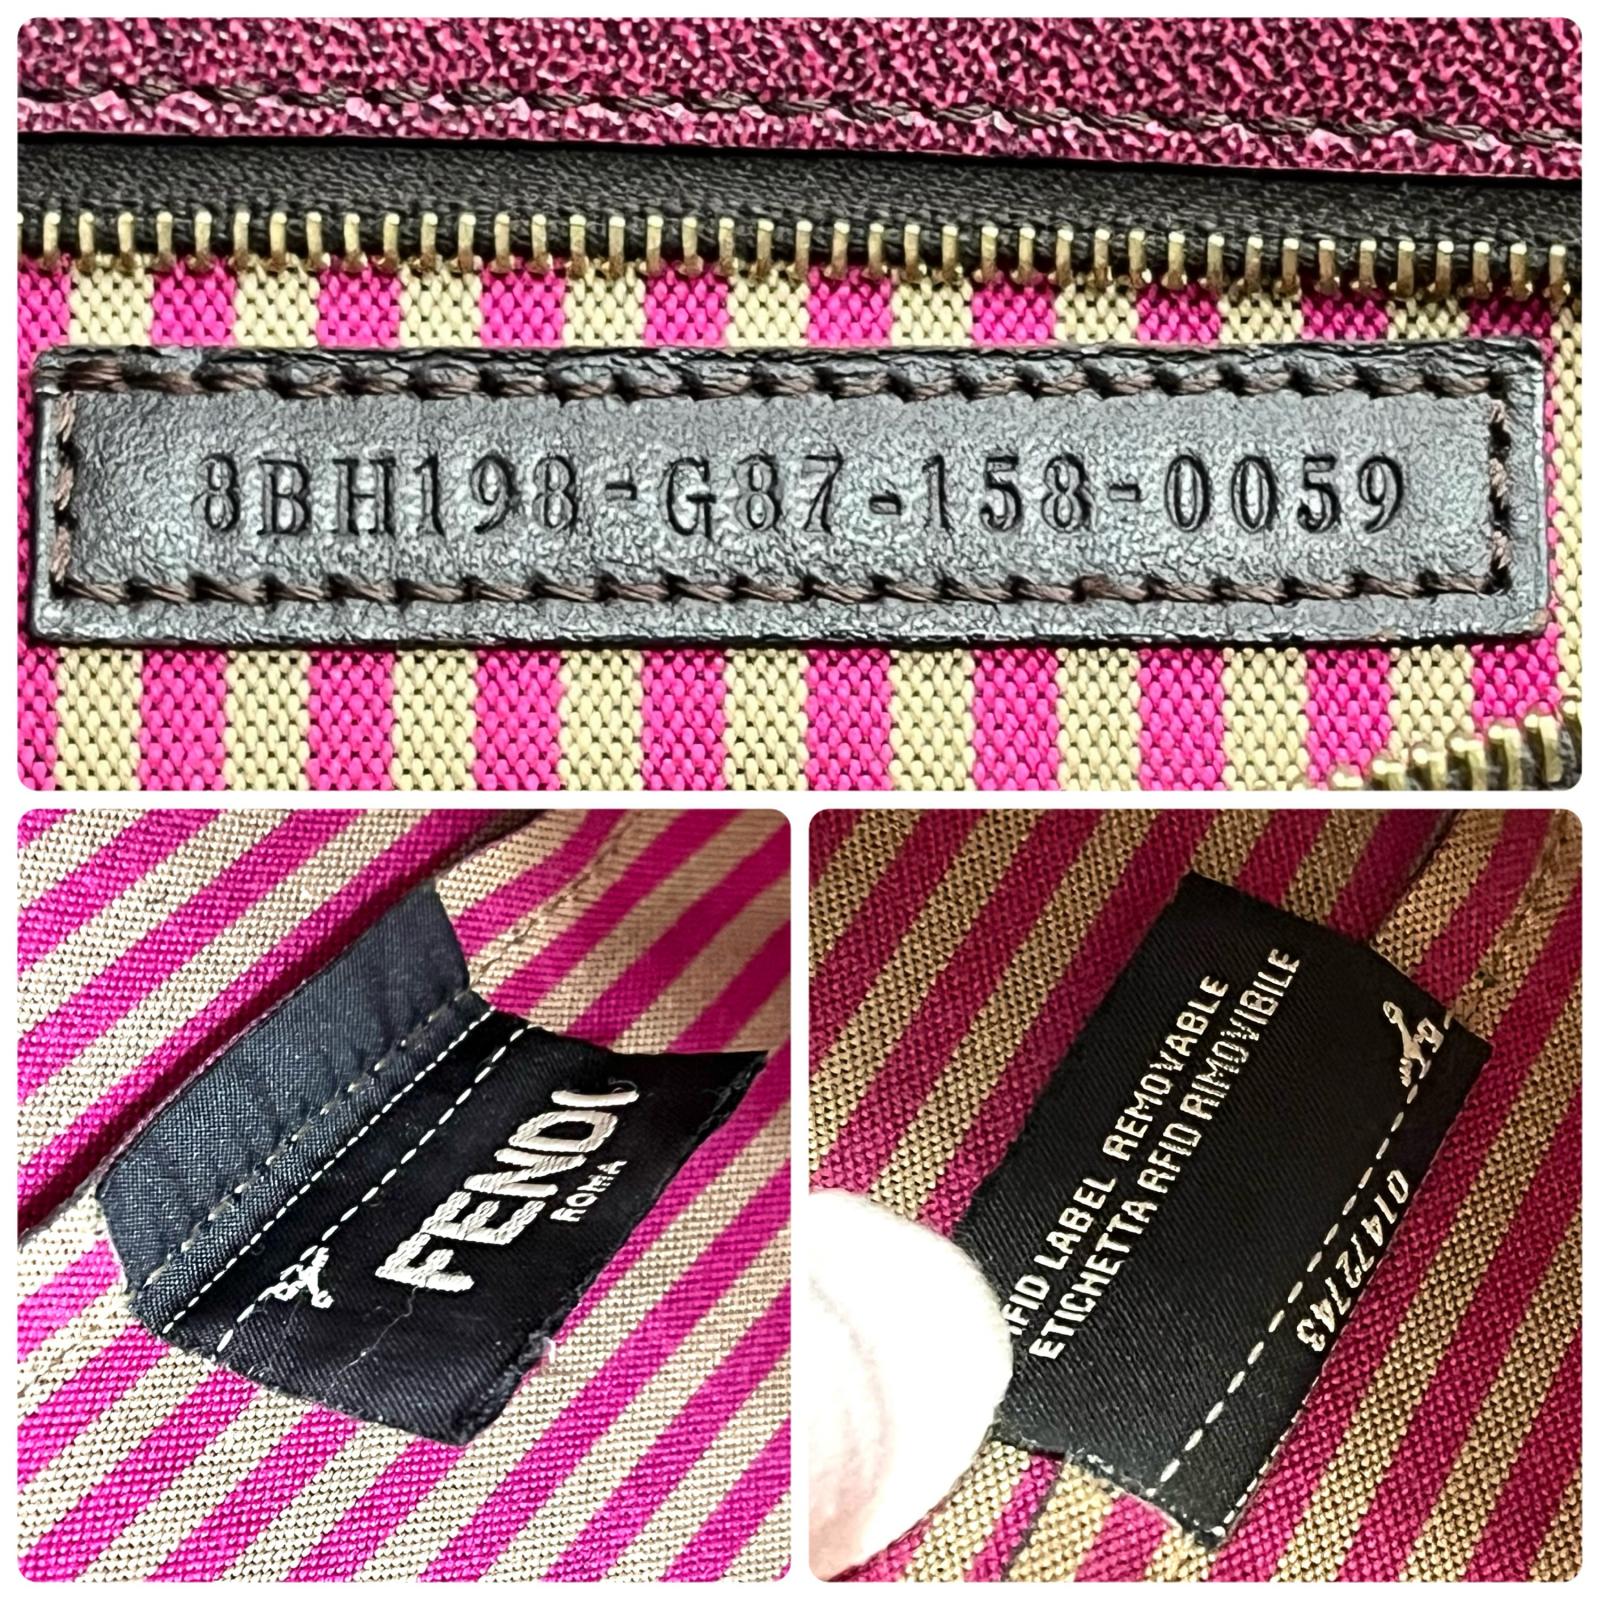 8BH198-G87-158-0059
FENDI
ROMA
RFID LABEL REMOVABLE
ETICHETTA RFID RIMOVIBILE
01472743